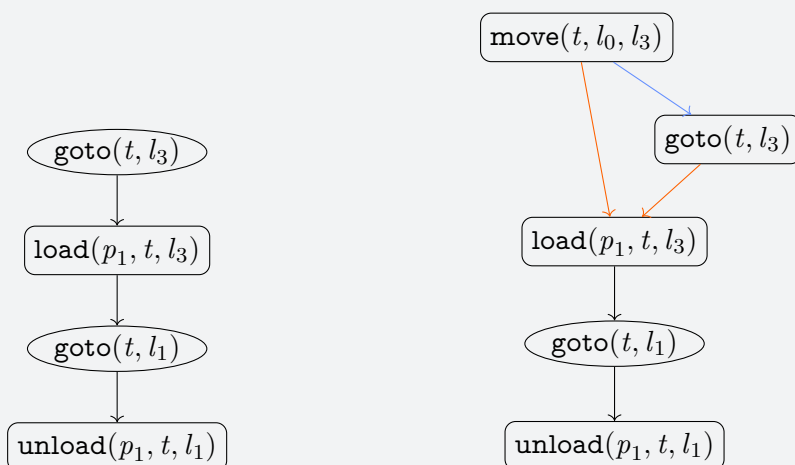 goto(t, l₃)
load(p₁, t, l₃)
goto(t, l₁)
unload(p₁, t, l₁)
move(t, l₀, l₃)
goto(t, l₃)
load(p₁, t, l₃)
goto(t, l₁)
unload(p₁, t, l₁)